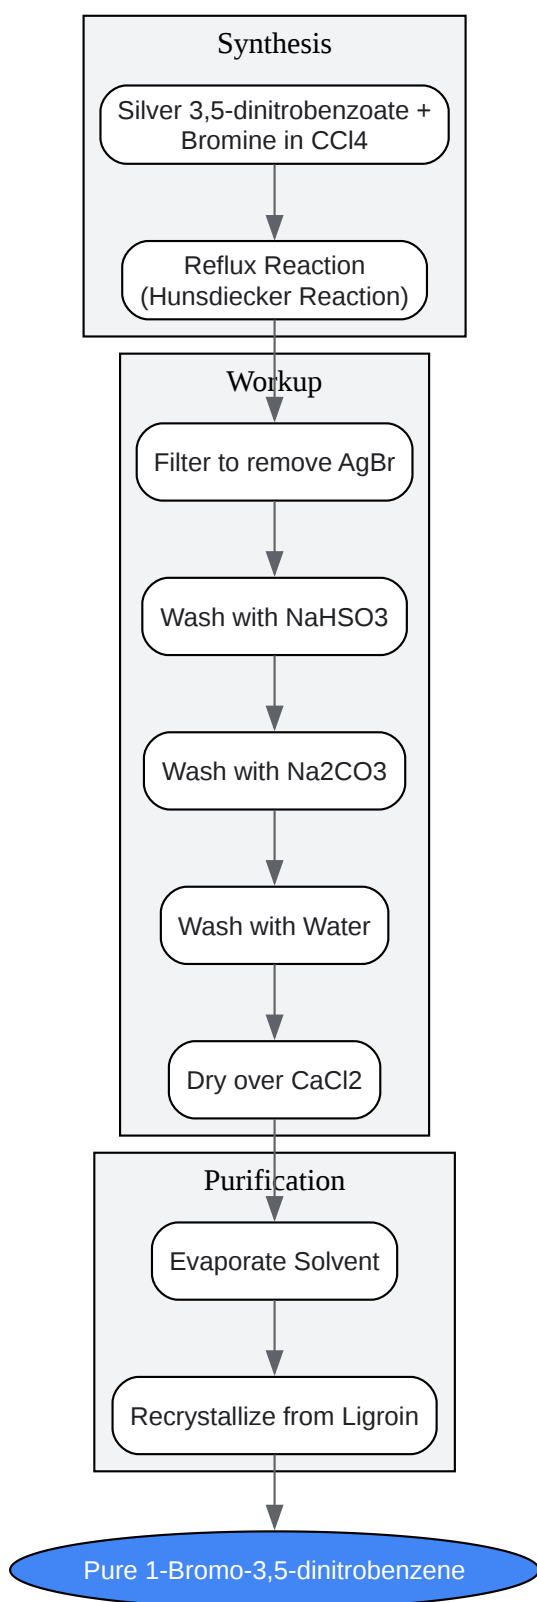 Synthesis
Silver 3,5-dinitrobenzoate +
Bromine in CCl4
Reflux Reaction
(Hunsdiecker Reaction)
Workup
Filter to remove AgBr
Wash with NaHSO3
Wash with Na2CO3
Wash with Water
Dry over CaCl2
Purification
Evaporate Solvent
Recrystallize from Ligroin
Pure 1-Bromo-3,5-dinitrobenzene